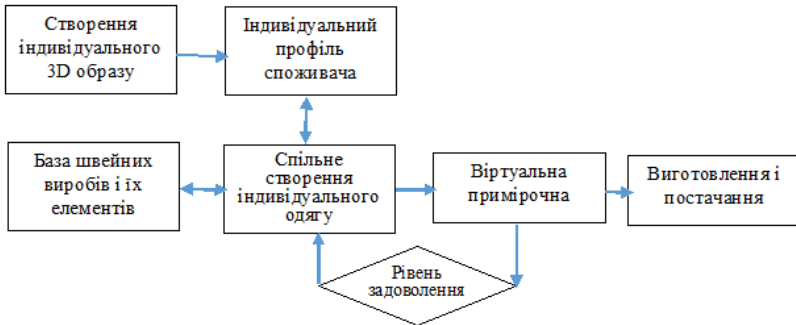 Створення
індивідуального
3D образу
Індивідуальний
профіль
споживача
База швейних
виробів і їх
елементів
Спільне
створення
індивідуального
одягу
Віртуальна
примірочна
Виготовлення і
постачання
Рівень
задоволення